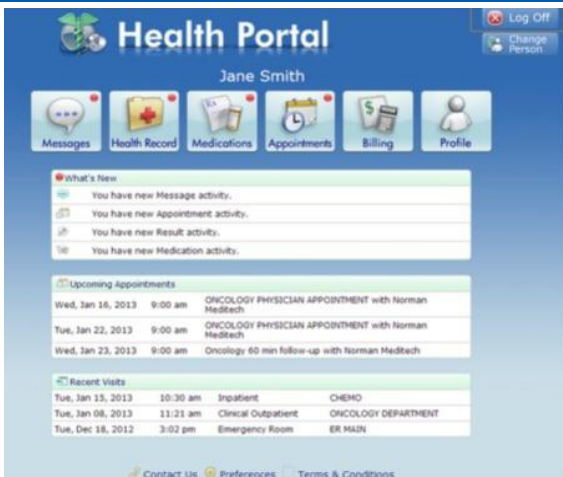 Health Portal
Log Off
Change
Person
Jane Smith
Messages
Health Record
Medications
Appointments
Billing
Profile
What's New
You have new Message activity.
You have new Appointment activity.
You have new Result activity.
You have new Medication activity.
Upcoming Appointments
Wed, Jan 16, 2013 9:00 am ONCOLOGY PHYSICIAN APPOINTMENT with Norman
Meditech
Tue, Jan 22, 2013 9:00 am ONCOLOGY PHYSICIAN APPOINTMENT with Norman
Meditech
Wed, Jan 23, 2013 9:00 am Oncology 60 min follow-up with Norman Meditech
Recent Visits
Tue, Jan 15, 2013 10:30 am Inpatient CHEMO
Tue, Jan 08, 2013 11:21 am Clinical Outpatient ONCOLOGY DEPARTMENT
Tue, Dec 18, 2012 3:02 pm Emergency Room ER MAIN
Contact Us Preferences Terms & Conditions